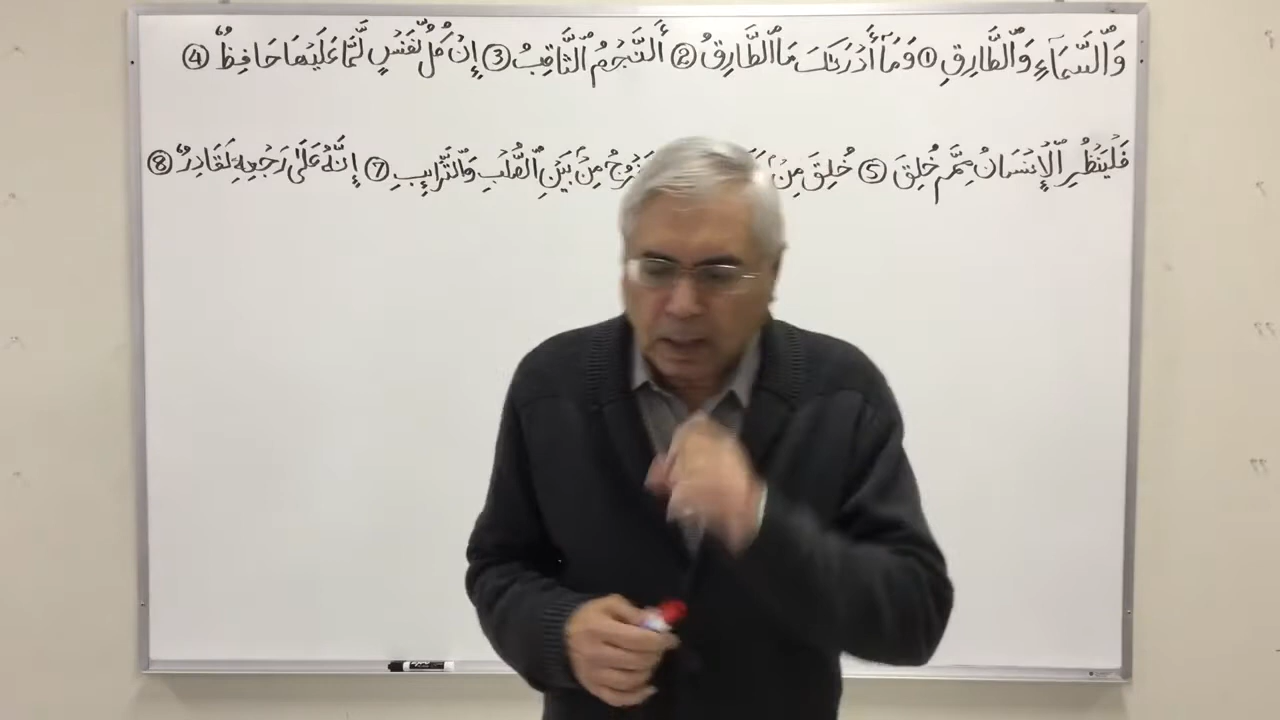 وَٱلسَّمَآءِ وَٱلطَّارِقِ ① وَمَآ أَدْرَىٰكَ مَا ٱلطَّارِقُ ② ٱلنَّجْمُ ٱلثَّاقِبُ ③ إِن كُلُّ نَفْسٍ لَّمَّا عَلَيْهَا حَافِظٌ ④
فَلْيَنظُرِ ٱلْإِنسَٰنُ مِمَّ خُلِقَ ⑤ خُلِقَ مِن مِنۢ بَيْنِ ٱلصُّلْبِ وَٱلتَّرَآئِبِ ⑦ إِنَّهُۥ عَلَىٰ رَجْعِهِۦ لَقَادِرٌ ⑧